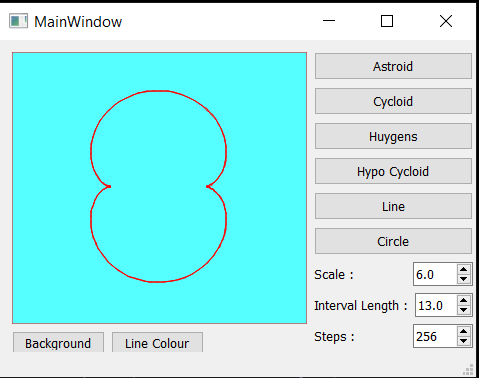 MainWindow
Astroid
Cycloid
Huygens
Hypo Cycloid
Line
Circle
Scale : 6.0
Interval Length : 13.0
Steps : 256
Background Line Colour